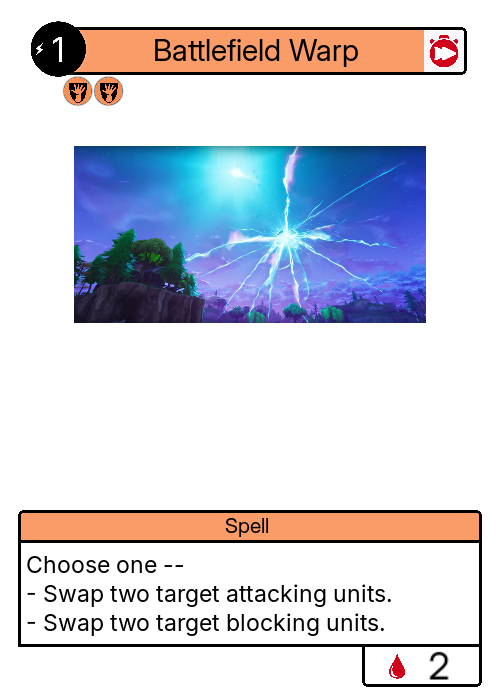 1
Battlefield Warp
Spell
Choose one --
- Swap two target attacking units.
- Swap two target blocking units.
2